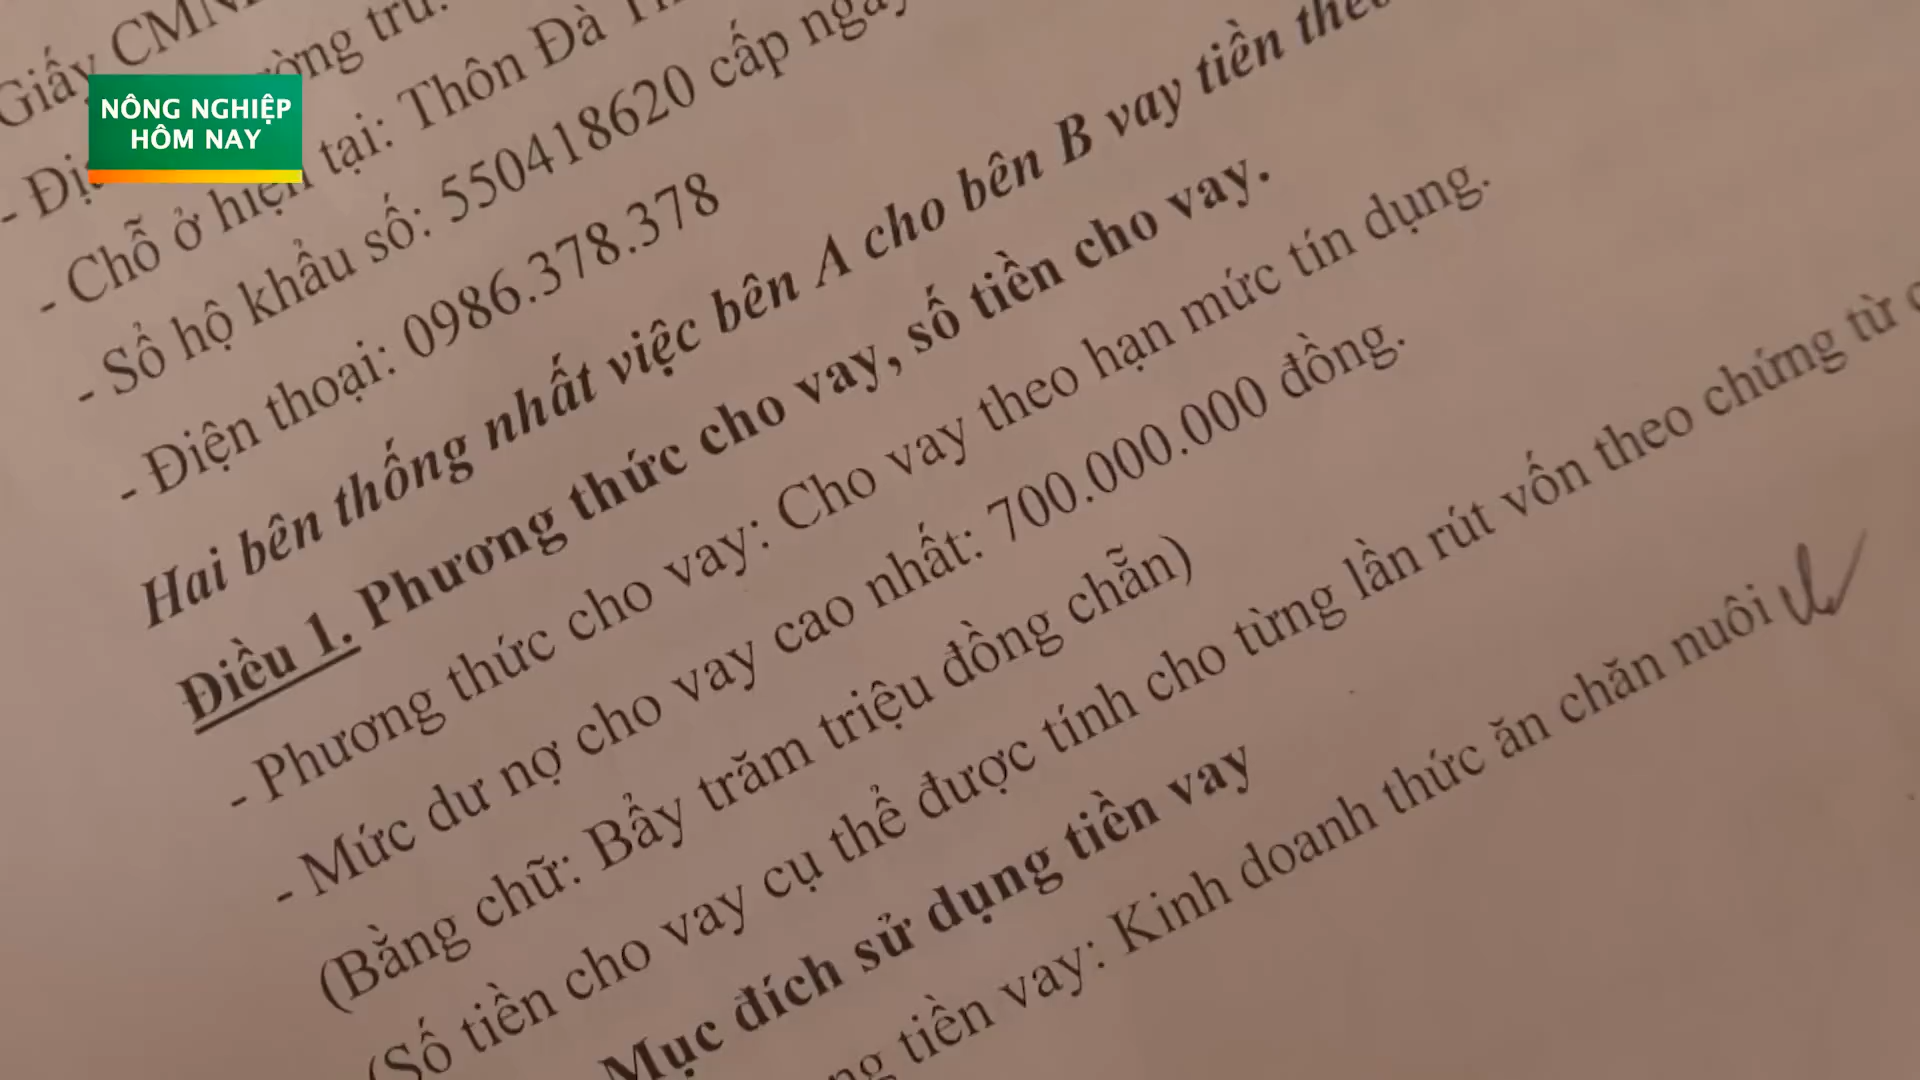 NÔNG NGHIỆP
HÔM NAY
Giấy
- Chỗ ở hiện tại: Thôn Đà
- Sổ hộ khẩu số: 550418620 cấp ngày
- Điện thoại: 0986.378.378
Hai bên thống nhất việc bên A cho bên B vay tiền theo
Điều 1. Phương thức cho vay, số tiền cho vay.
- Phương thức cho vay: Cho vay theo hạn mức tín dụng.
- Mức dư nợ cho vay cao nhất: 700.000.000 đồng.
(Bằng chữ: Bẩy trăm triệu đồng chẵn)
(Số tiền cho vay cụ thể được tính cho từng lần rút vốn theo chứng từ
Mục đích sử dụng tiền vay
tiền vay: Kinh doanh thức ăn chăn nuôi